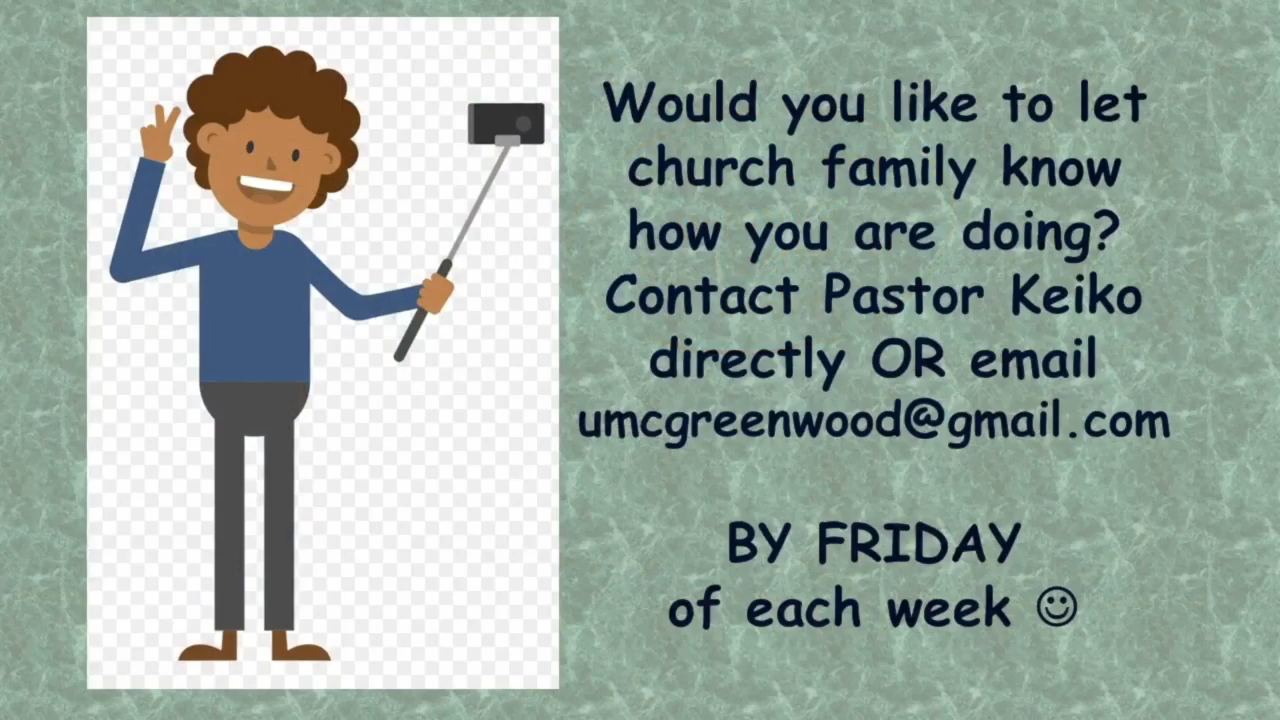 Would you like to let
church family know
how you are doing?
Contact Pastor Keiko
directly OR email
umcgreenwood@gmail.com
BY FRIDAY
of each week ☺